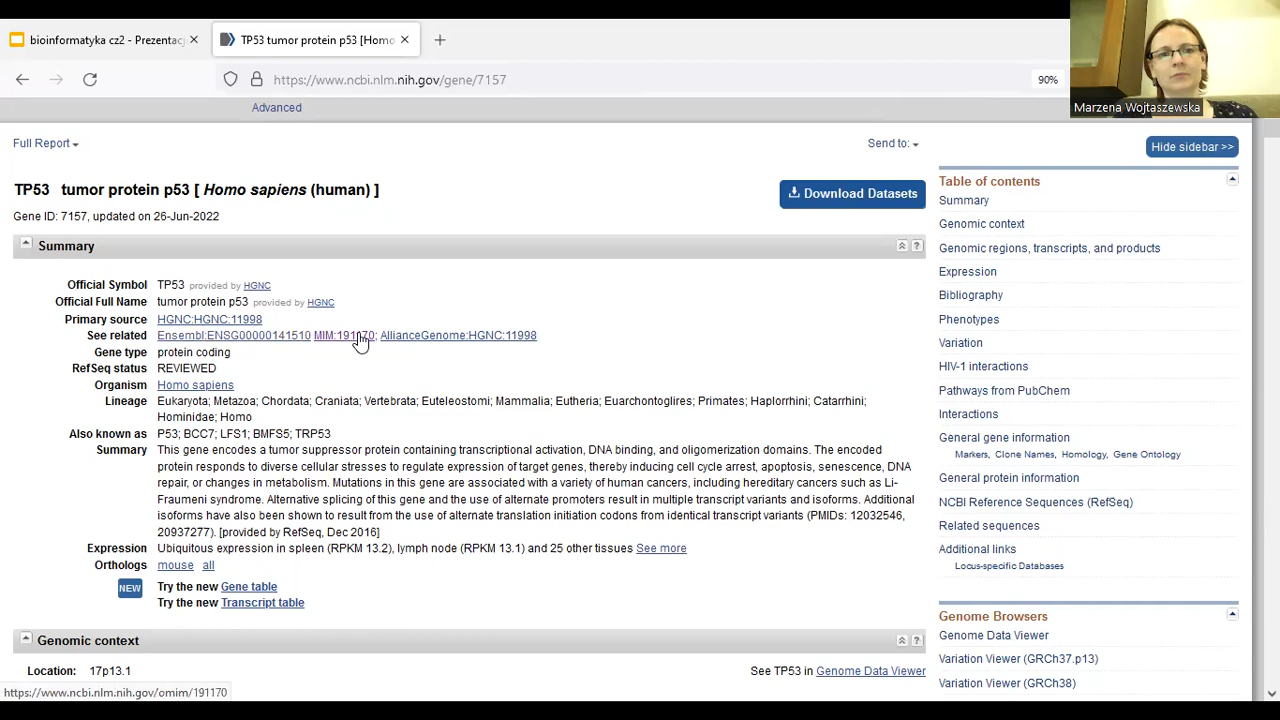 bioinformatyka cz2 - Prezentacj
TP53 tumor protein p53 [Homo
https://www.ncbi.nlm.nih.gov/gene/7157
90%
Marzena Wojtaszewska
Advanced
Full Report
Send to:
Hide sidebar >>
TP53 tumor protein p53 [ Homo sapiens (human) ]
Download Datasets
Gene ID: 7157, updated on 26-Jun-2022
Summary
Official Symbol TP53 provided by HGNC
Official Full Name tumor protein p53 provided by HGNC
Primary source HGNC:HGNC:11998
See related Ensembl:ENSG00000141510 MIM:191170; AllianceGenome:HGNC:11998
Gene type protein coding
RefSeq status REVIEWED
Organism Homo sapiens
Lineage Eukaryota; Metazoa; Chordata; Craniata; Vertebrata; Euteleostomi; Mammalia; Eutheria; Euarchontoglires; Primates; Haplorrhini; Catarrhini;
Hominidae; Homo
Also known as P53; BCC7; LFS1; BMFS5; TRP53
Summary This gene encodes a tumor suppressor protein containing transcriptional activation, DNA binding, and oligomerization domains. The encoded
protein responds to diverse cellular stresses to regulate expression of target genes, thereby inducing cell cycle arrest, apoptosis, senescence, DNA
repair, or changes in metabolism. Mutations in this gene are associated with a variety of human cancers, including hereditary cancers such as Li-
Fraumeni syndrome. Alternative splicing of this gene and the use of alternate promoters result in multiple transcript variants and isoforms. Additional
isoforms have also been shown to result from the use of alternate translation initiation codons from identical transcript variants (PMIDs: 12032546,
20937277). [provided by RefSeq, Dec 2016]
Expression Ubiquitous expression in spleen (RPKM 13.2), lymph node (RPKM 13.1) and 25 other tissues See more
Orthologs mouse all
NEW Try the new Gene table
Try the new Transcript table
Genomic context
Location: 17p13.1
See TP53 in Genome Data Viewer
https://www.ncbi.nlm.nih.gov/omim/191170
Table of contents
Summary
Genomic context
Genomic regions, transcripts, and products
Expression
Bibliography
Phenotypes
Variation
HIV-1 interactions
Pathways from PubChem
Interactions
General gene information
Markers, Clone Names, Homology, Gene Ontology
General protein information
NCBI Reference Sequences (RefSeq)
Related sequences
Additional links
Locus-specific Databases
Genome Browsers
Genome Data Viewer
Variation Viewer (GRCh37.p13)
Variation Viewer (GRCh38)